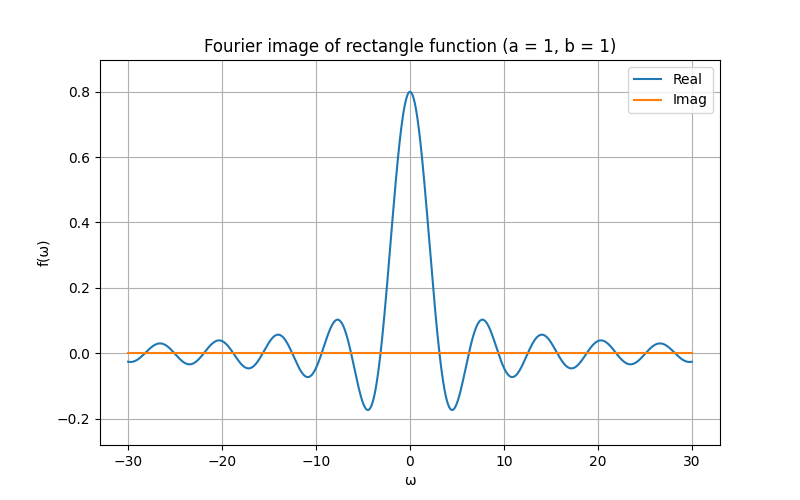 Fourier image of rectangle function (a = 1, b = 1)
Real
Imag
0.8
0.6
0.4
0.2
0.0
−0.2
f(ω)
−30
−20
−10
0
10
20
30
ω